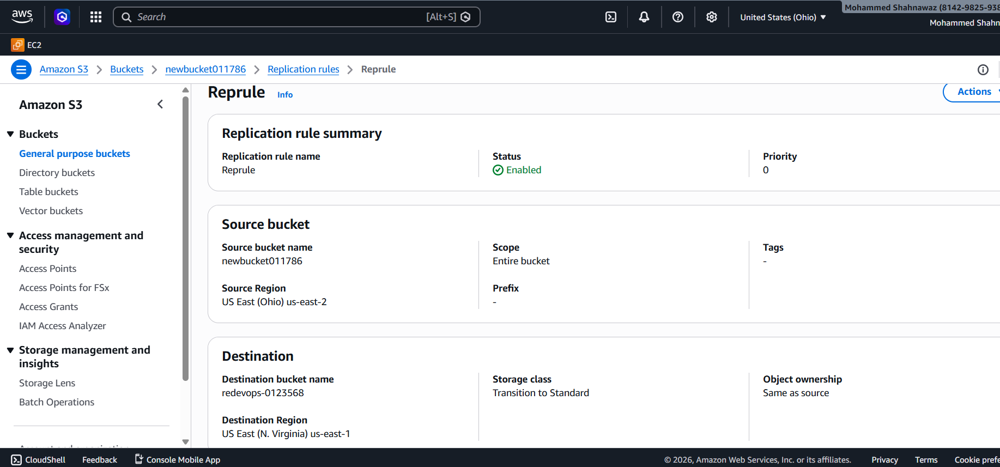 aws
Search
[Alt+S]
United States (Ohio)
Mohammed Shahnawaz (8142-9825-938
Mohammed Shahn
EC2
Amazon S3
Buckets
newbucket011786
Replication rules
Reprule
Amazon S3
Buckets
General purpose buckets
Directory buckets
Table buckets
Vector buckets
Access management and
security
Access Points
Access Points for FSx
Access Grants
IAM Access Analyzer
Storage management and
insights
Storage Lens
Batch Operations
Reprule
Info
Actions
Replication rule summary
Replication rule name
Reprule
Status
Enabled
Priority
0
Source bucket
Source bucket name
newbucket011786
Source Region
US East (Ohio) us-east-2
Scope
Entire bucket
Prefix
-
Tags
-
Destination
Destination bucket name
redevops-0123568
Destination Region
US East (N. Virginia) us-east-1
Storage class
Transition to Standard
Object ownership
Same as source
CloudShell
Feedback
Console Mobile App
© 2026, Amazon Web Services, Inc. or its affiliates.
Privacy
Terms
Cookie prefe